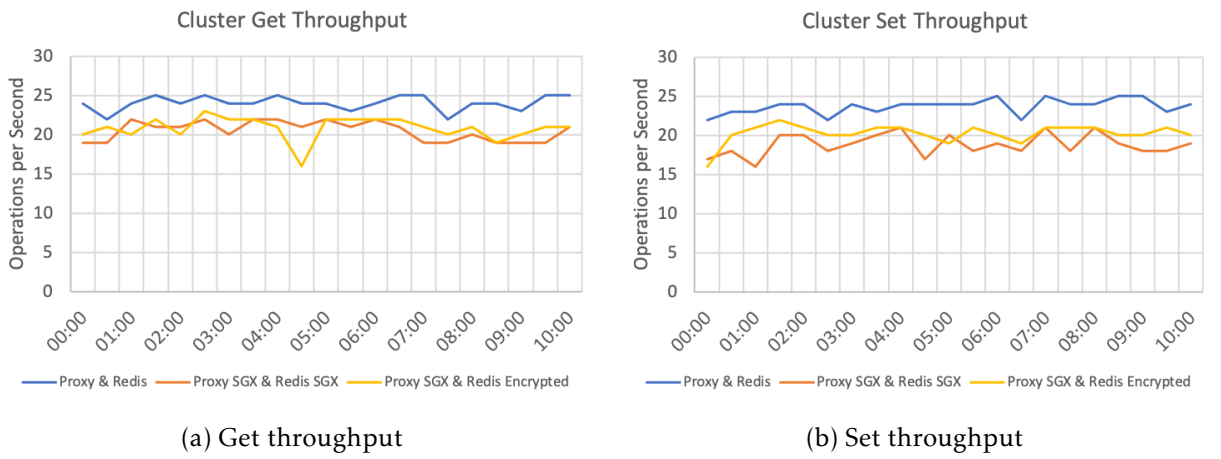 Cluster Get Throughput
Operations per Second
30
25
20
15
10
5
0
00:00 01:00 02:00 03:00 04:00 05:00 06:00 07:00 08:00 09:00 10:00
Proxy & Redis Proxy SGX & Redis SGX Proxy SGX & Redis Encrypted
(a) Get throughput
Cluster Set Throughput
Operations per Second
30
25
20
15
10
5
0
00:00 01:00 02:00 03:00 04:00 05:00 06:00 07:00 08:00 09:00 10:00
Proxy & Redis Proxy SGX & Redis SGX Proxy SGX & Redis Encrypted
(b) Set throughput